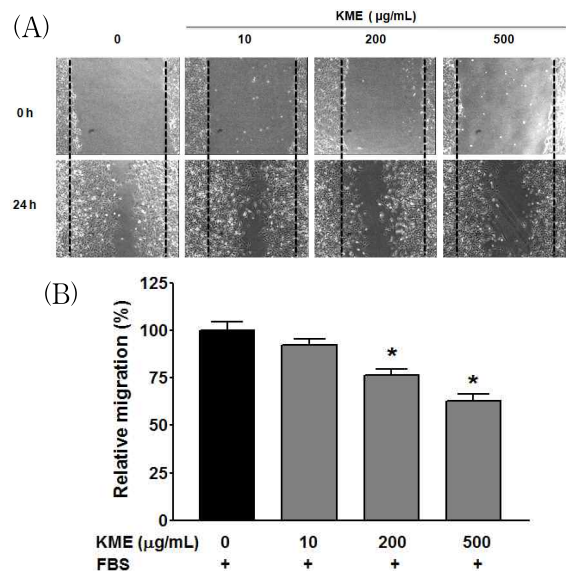 (A)
KME ( µg/mL)
0 10 200 500
0 h
24 h
(B)
Relative migration (%)
125
100
75
50
25
0
* *
KME (µg/mL) 0 10 200 500
FBS + + + +